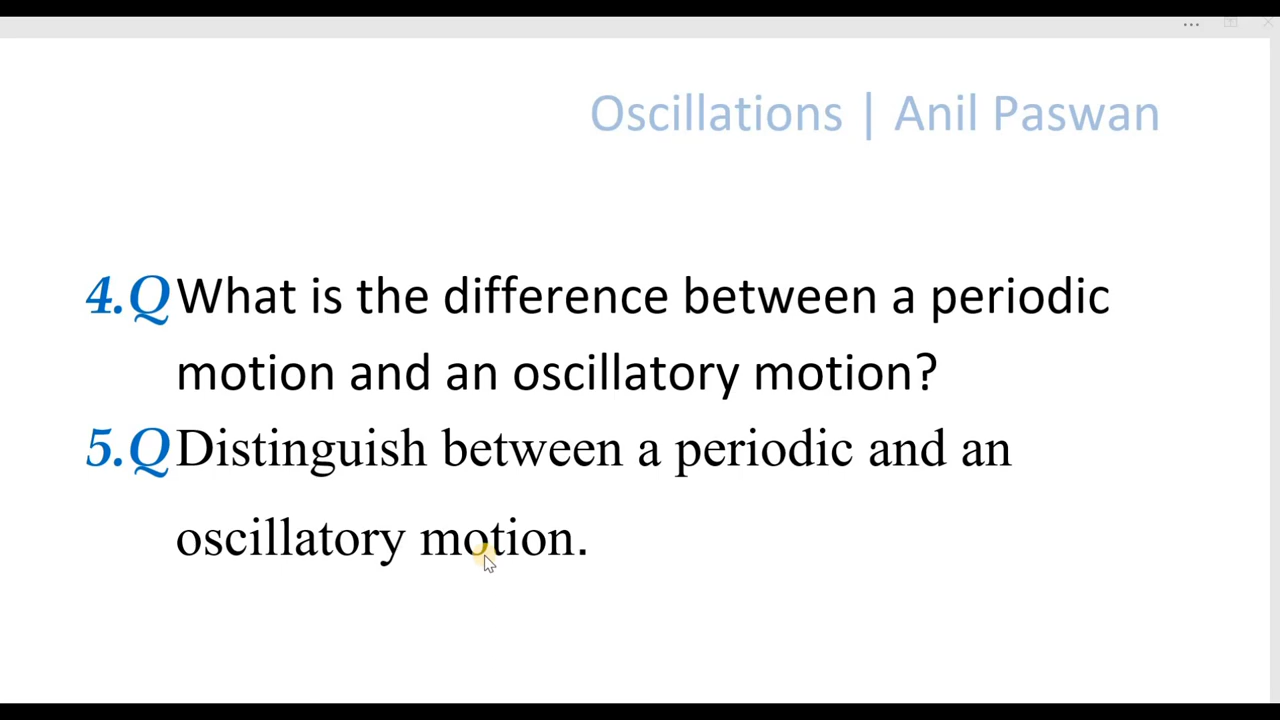 Oscillations | Anil Paswan
4.Q What is the difference between a periodic
motion and an oscillatory motion?
5.Q Distinguish between a periodic and an
oscillatory motion.